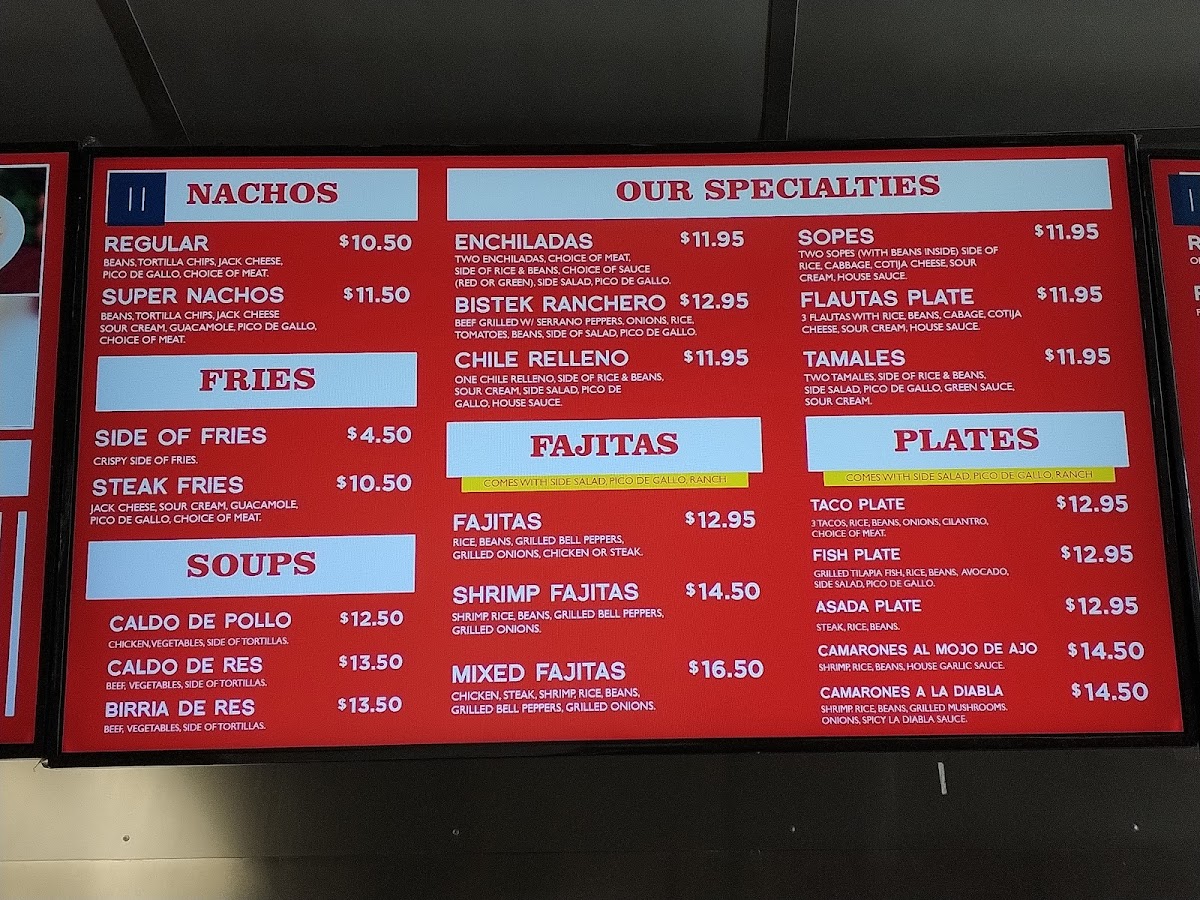 NACHOS
REGULAR $10.50
BEANS, TORTILLA CHIPS, JACK CHEESE,
PICO DE GALLO, CHOICE OF MEAT.
SUPER NACHOS $11.50
BEANS, TORTILLA CHIPS, JACK CHEESE
SOUR CREAM, GUACAMOLE, PICO DE GALLO,
CHOICE OF MEAT.
FRIES
SIDE OF FRIES $4.50
CRISPY SIDE OF FRIES.
STEAK FRIES $10.50
JACK CHEESE, SOUR CREAM, GUACAMOLE,
PICO DE GALLO, CHOICE OF MEAT.
SOUPS
CALDO DE POLLO $12.50
CHICKEN, VEGETABLES, SIDE OF TORTILLAS.
CALDO DE RES $13.50
BEEF, VEGETABLES, SIDE OF TORTILLAS.
BIRRIA DE RES $13.50
BEEF, VEGETABLES, SIDE OF TORTILLAS.
OUR SPECIALTIES
ENCHILADAS $11.95
TWO ENCHILADAS, CHOICE OF MEAT,
SIDE OF RICE & BEANS, CHOICE OF SAUCE
(RED OR GREEN), SIDE SALAD, PICO DE GALLO.
BISTEK RANCHERO $12.95
BEEF GRILLED W/ SERRANO PEPPERS, ONIONS, RICE,
TOMATOES, BEANS, SIDE OF SALAD, PICO DE GALLO.
CHILE RELLENO $11.95
ONE CHILE RELLENO, SIDE OF RICE & BEANS,
SOUR CREAM, SIDE SALAD, PICO DE
GALLO, HOUSE SAUCE.
SOPES $11.95
TWO SOPES (WITH BEANS INSIDE) SIDE OF
RICE, CABBAGE, COTIJA CHEESE, SOUR
CREAM, HOUSE SAUCE.
FLAUTAS PLATE $11.95
3 FLAUTAS WITH RICE, BEANS, CABAGE, COTIJA
CHEESE, SOUR CREAM, HOUSE SAUCE.
TAMALES $11.95
TWO TAMALES, SIDE OF RICE & BEANS,
SIDE SALAD, PICO DE GALLO, GREEN SAUCE,
SOUR CREAM.
FAJITAS
COMES WITH SIDE SALAD, PICO DE GALLO, RANCH
FAJITAS $12.95
RICE, BEANS, GRILLED BELL PEPPERS,
GRILLED ONIONS, CHICKEN OR STEAK.
SHRIMP FAJITAS $14.50
SHRIMP, RICE, BEANS, GRILLED BELL PEPPERS,
GRILLED ONIONS.
MIXED FAJITAS $16.50
CHICKEN, STEAK, SHRIMP, RICE, BEANS,
GRILLED BELL PEPPERS, GRILLED ONIONS.
PLATES
COMES WITH SIDE SALAD, PICO DE GALLO, RANCH
TACO PLATE $12.95
3 TACOS, RICE, BEANS, ONIONS, CILANTRO,
CHOICE OF MEAT.
FISH PLATE $12.95
GRILLED TILAPIA FISH, RICE, BEANS, AVOCADO,
SIDE SALAD, PICO DE GALLO.
ASADA PLATE $12.95
STEAK, RICE, BEANS.
CAMARONES AL MOJO DE AJO $14.50
SHRIMP, RICE, BEANS, HOUSE GARLIC SAUCE.
CAMARONES A LA DIABLA $14.50
SHRIMP, RICE, BEANS, GRILLED MUSHROOMS.
ONIONS, SPICY LA DIABLA SAUCE.